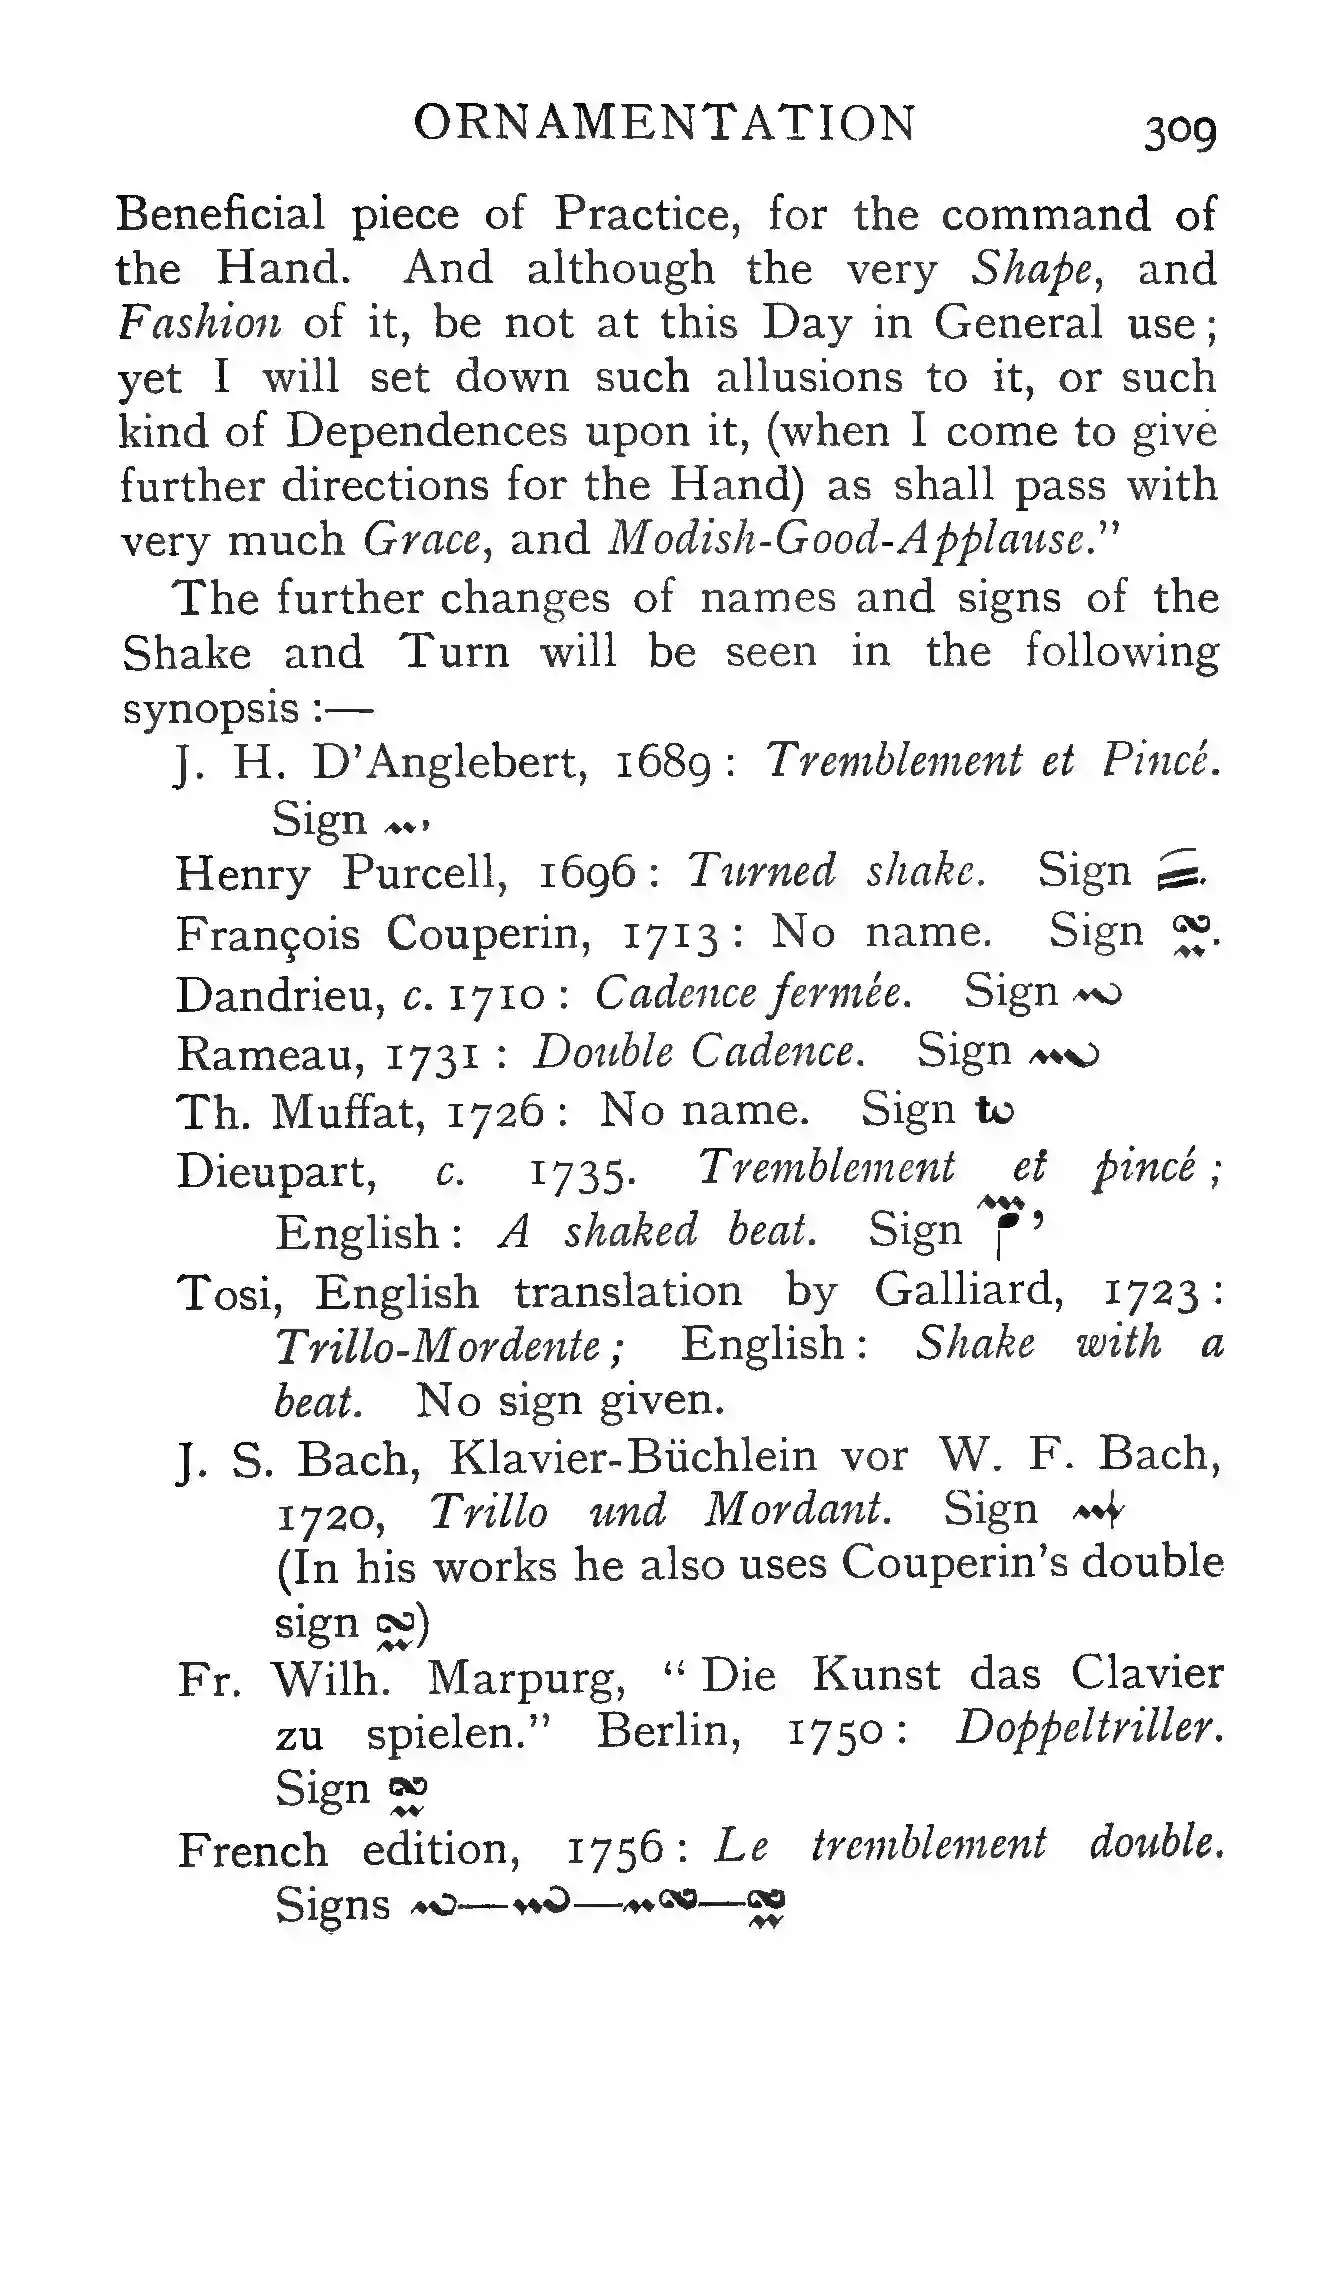 ORNAMENTATION 309
Beneficial piece of Practice, for the command of
the Hand. And although the very Shape, and
Fashion of it, be not at this Day in General use;
yet I will set down such allusions to it, or such
kind of Dependences upon it, (when I come to give
further directions for the Hand) as shall pass with
very much Grace, and Modish-Good-Applause."
The further changes of names and signs of the
Shake and Turn will be seen in the following
synopsis :—
J. H. D'Anglebert, 1689 : Tremblement et Pincé.
Sign
Henry Purcell, 1696 : Turned shake. Sign
François Couperin, 1713 : No name. Sign
Dandrieu, c. 1710 : Cadence fermée. Sign
Rameau, 1731 : Double Cadence. Sign
Th. Muffat, 1726 : No name. Sign
Dieupart, c. 1735. Tremblement et pincé ;
English : A shaked beat. Sign
Tosi, English translation by Galliard, 1723 :
Trillo-Mordente ; English : Shake with a
beat. No sign given.
J. S. Bach, Klavier-Büchlein vor W. F. Bach,
1720, Trillo und Mordant. Sign
(In his works he also uses Couperin's double
sign )
Fr. Wilh. Marpurg, "Die Kunst das Clavier
zu spielen." Berlin, 1750 : Doppeltriller.
Sign
French edition, 1756 : Le tremblement double.
Signs